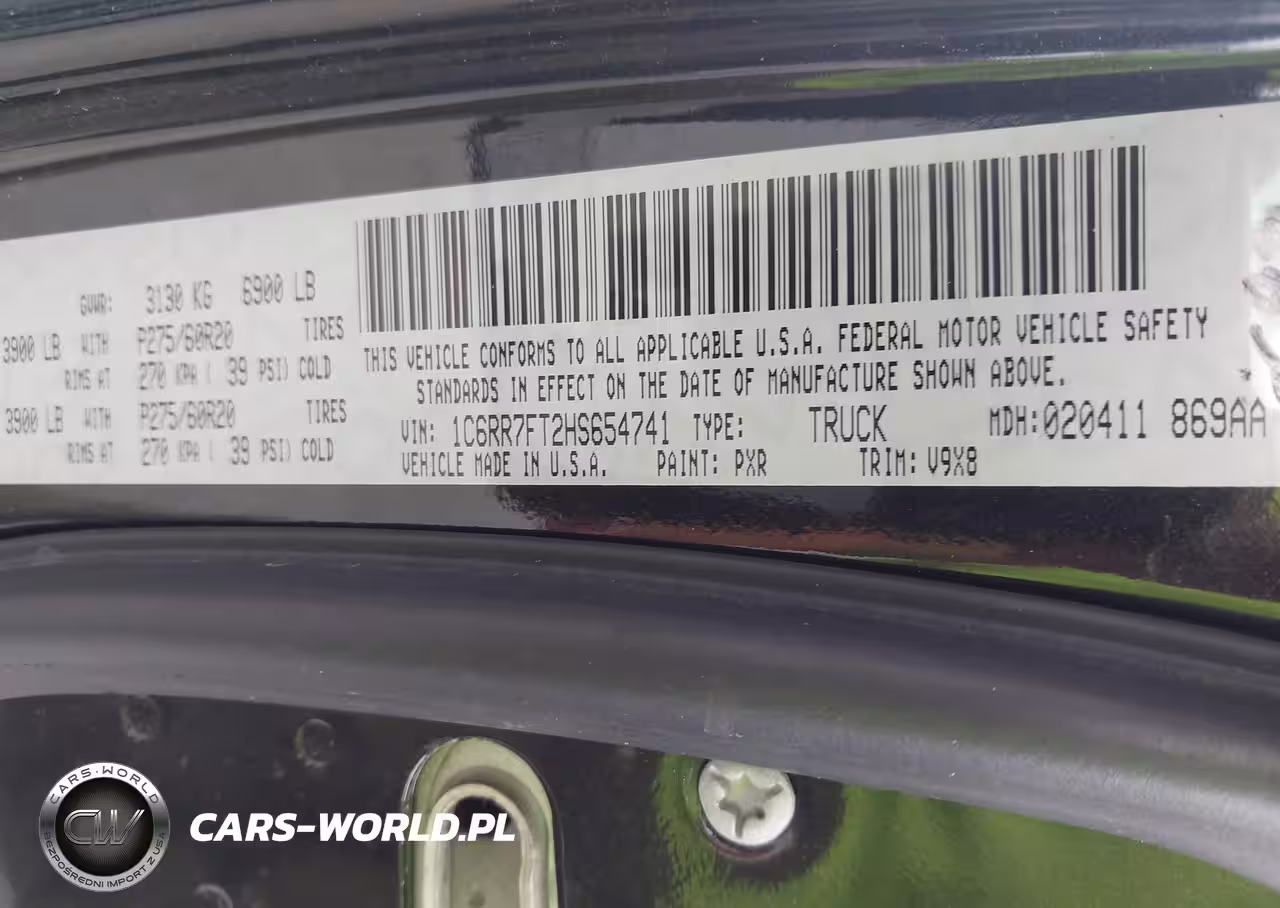 GVWR: 3130 KG 6900 LB
3900 LB WITH P275/60R20 TIRES
RIMS AT 270 KPA ( 39 PSI) COLD
3900 LB WITH P275/60R20 TIRES
RIMS AT 270 KPA ( 39 PSI) COLD
THIS VEHICLE CONFORMS TO ALL APPLICABLE U.S.A. FEDERAL MOTOR VEHICLE SAFETY
STANDARDS IN EFFECT ON THE DATE OF MANUFACTURE SHOWN ABOVE.
VIN: 1C6RR7FT2HS654741 TYPE: TRUCK MDH:020411 869AA
VEHICLE MADE IN U.S.A. PAINT: PXR TRIM: V9X8
CARS-WORLD
CW
BEZPOŚREDNI IMPORT Z USA
CARS-WORLD.PL